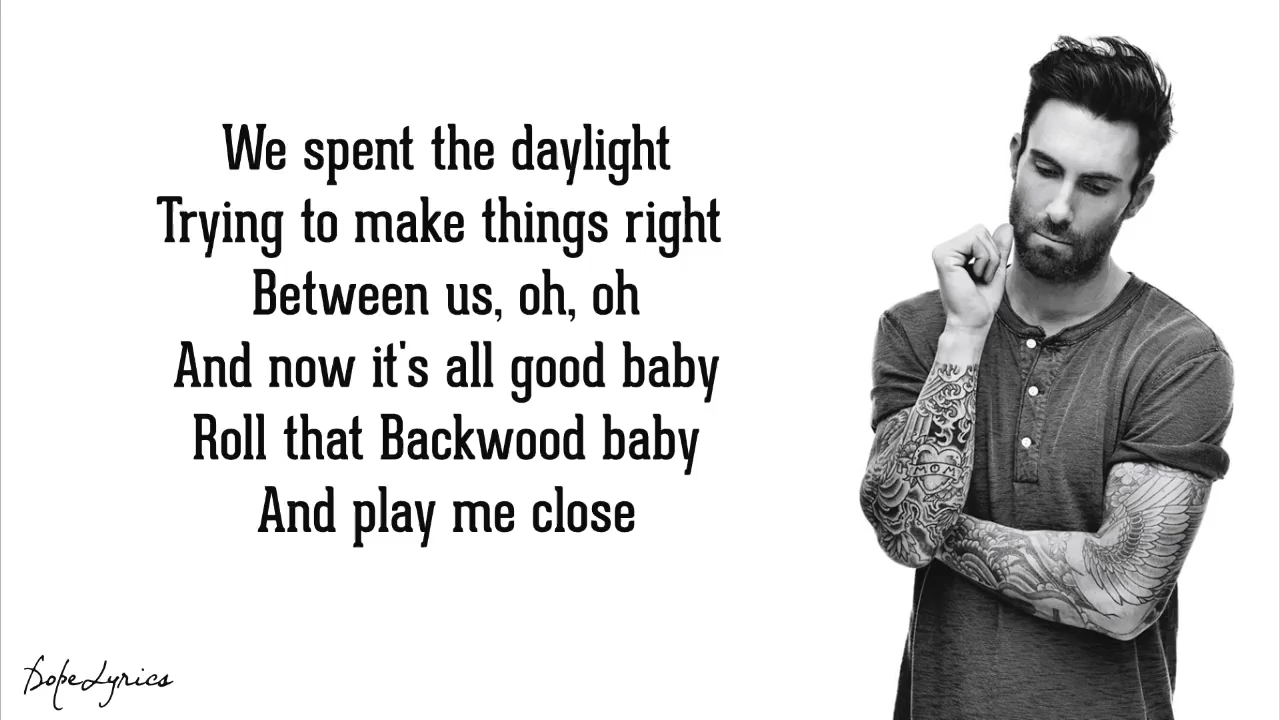 We spent the daylight
Trying to make things right
Between us, oh, oh
And now it's all good baby
Roll that Backwood baby
And play me close
MOM
DopeLyrics